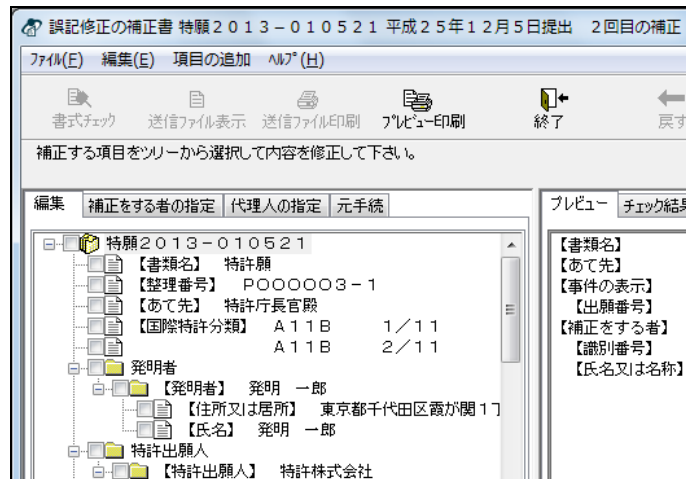 誤記修正の補正書 特願２０１３－０１０５２１ 平成２５年１２月５日提出　２回目の補正
ﾌｧｲﾙ(F)　編集(E)　項目の追加　ﾍﾙﾌﾟ(H)
書式ﾁｪｯｸ　送信ﾌｧｲﾙ表示　送信ﾌｧｲﾙ印刷　ﾌﾟﾚﾋﾞｭｰ印刷　終了　戻す
補正する項目をツリーから選択して内容を修正して下さい。
編集　補正をする者の指定　代理人の指定　元手続
特願２０１３－０１０５２１
【書類名】　特許願
【整理番号】　Ｐ０００００３－１
【あて先】　特許庁長官殿
【国際特許分類】　Ａ１１Ｂ　１／１１
Ａ１１Ｂ　２／１１
発明者
【発明者】　発明　一郎
【住所又は居所】　東京都千代田区霞が関１丁
【氏名】　発明　一郎
特許出願人
【特許出願人】　特許株式会社
プレビュー　チェック結果
【書類名】
【あて先】
【事件の表示】
【出願番号】
【補正をする者】
【識別番号】
【氏名又は名称】